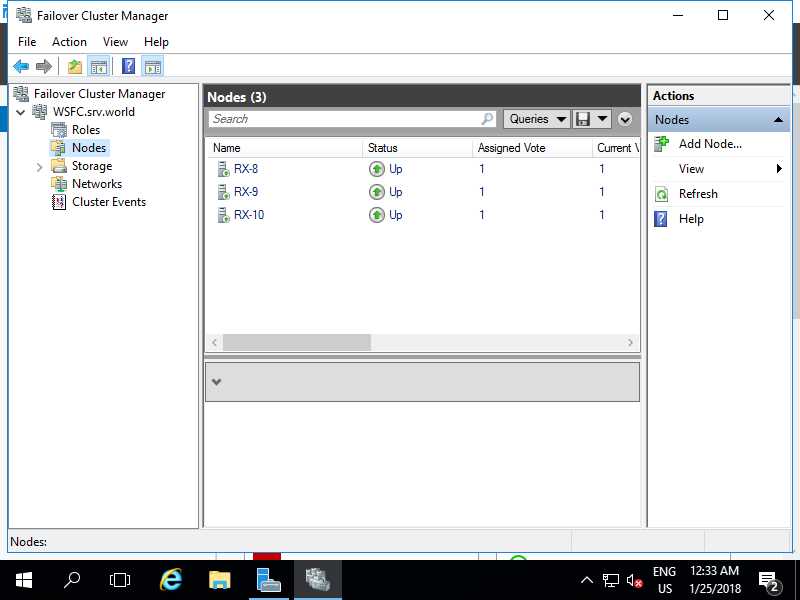 Failover Cluster Manager
File Action View Help
Failover Cluster Manager
WSFC.srv.world
Roles
Nodes
Storage
Networks
Cluster Events
Nodes (3)
Search
Queries
Name Status Assigned Vote Current V
RX-8 Up 1 1
RX-9 Up 1 1
RX-10 Up 1 1
Actions
Nodes
Add Node...
View
Refresh
Help
Nodes:
ENG
US
12:33 AM
1/25/2018
2